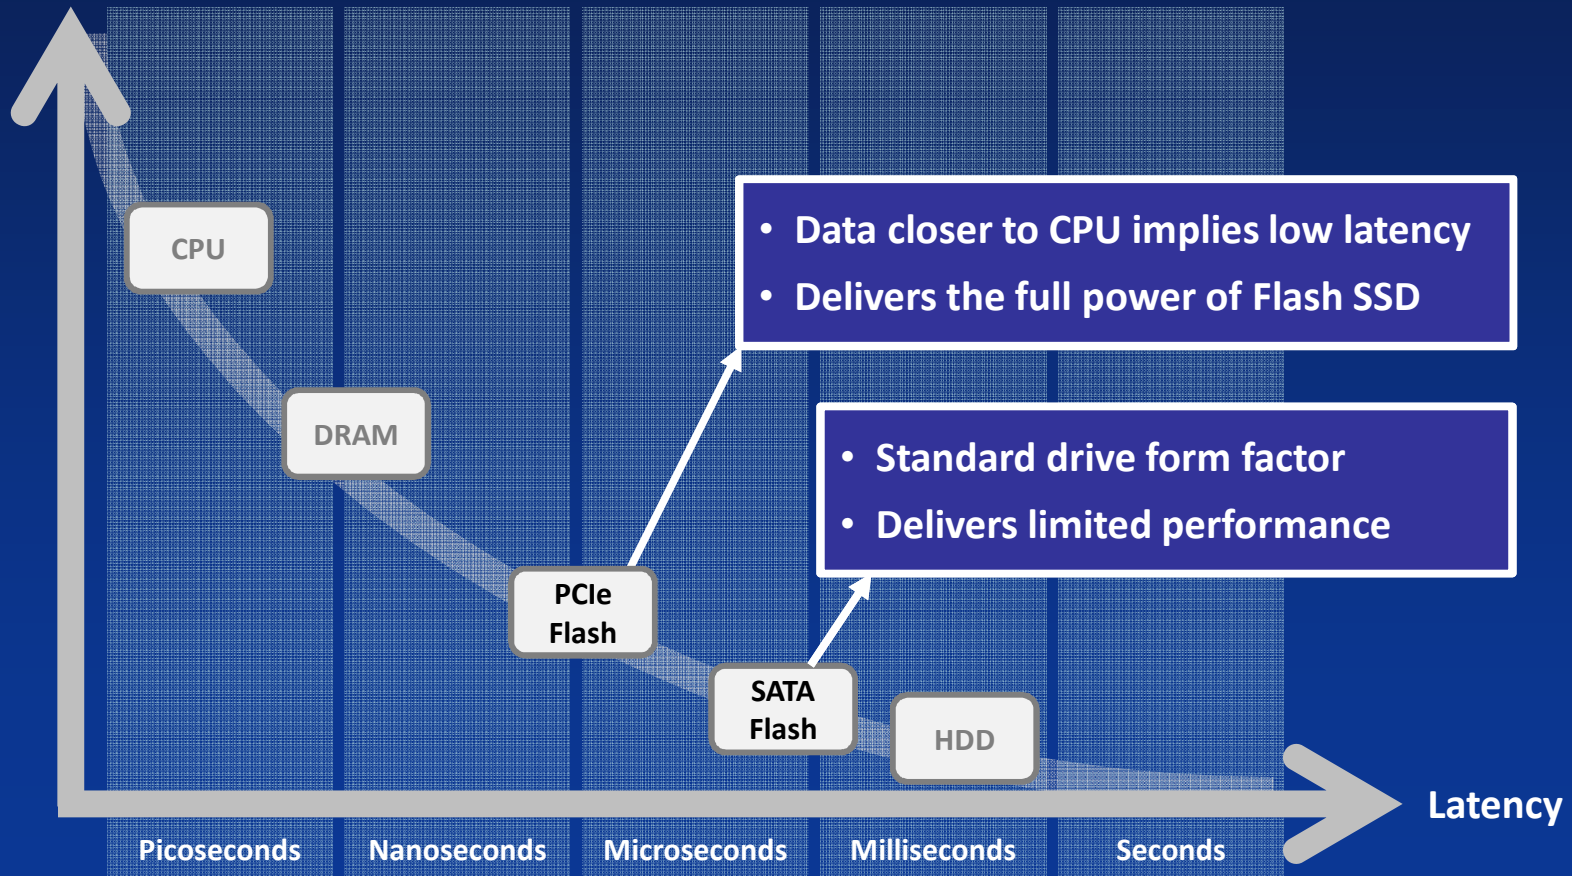 CPU
• Data closer to CPU implies low latency
• Delivers the full power of Flash SSD
DRAM
• Standard drive form factor
• Delivers limited performance
PCIe
Flash
SATA
Flash
HDD
Latency
Picoseconds
Nanoseconds
Microseconds
Milliseconds
Seconds